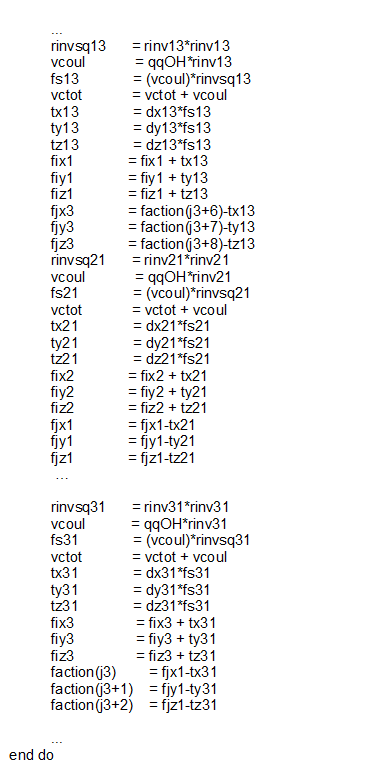 ...
rinvsq13 = rinv13*rinv13
vcoul = qqOH*rinv13
fs13 = (vcoul)*rinvsq13
vctot = vctot + vcoul
tx13 = dx13*fs13
ty13 = dy13*fs13
tz13 = dz13*fs13
fix1 = fix1 + tx13
fiy1 = fiy1 + ty13
fiz1 = fiz1 + tz13
fjx3 = faction(j3+6)-tx13
fjy3 = faction(j3+7)-ty13
fjz3 = faction(j3+8)-tz13
rinvsq21 = rinv21*rinv21
vcoul = qqOH*rinv21
fs21 = (vcoul)*rinvsq21
vctot = vctot + vcoul
tx21 = dx21*fs21
ty21 = dy21*fs21
tz21 = dz21*fs21
fix2 = fix2 + tx21
fiy2 = fiy2 + ty21
fiz2 = fiz2 + tz21
fjx1 = fjx1-tx21
fjy1 = fjy1-ty21
fjz1 = fjz1-tz21
...
rinvsq31 = rinv31*rinv31
vcoul = qqOH*rinv31
fs31 = (vcoul)*rinvsq31
vctot = vctot + vcoul
tx31 = dx31*fs31
ty31 = dy31*fs31
tz31 = dz31*fs31
fix3 = fix3 + tx31
fiy3 = fiy3 + ty31
fiz3 = fiz3 + tz31
faction(j3) = fjx1-tx31
faction(j3+1) = fjy1-ty31
faction(j3+2) = fjz1-tz31
...
end do